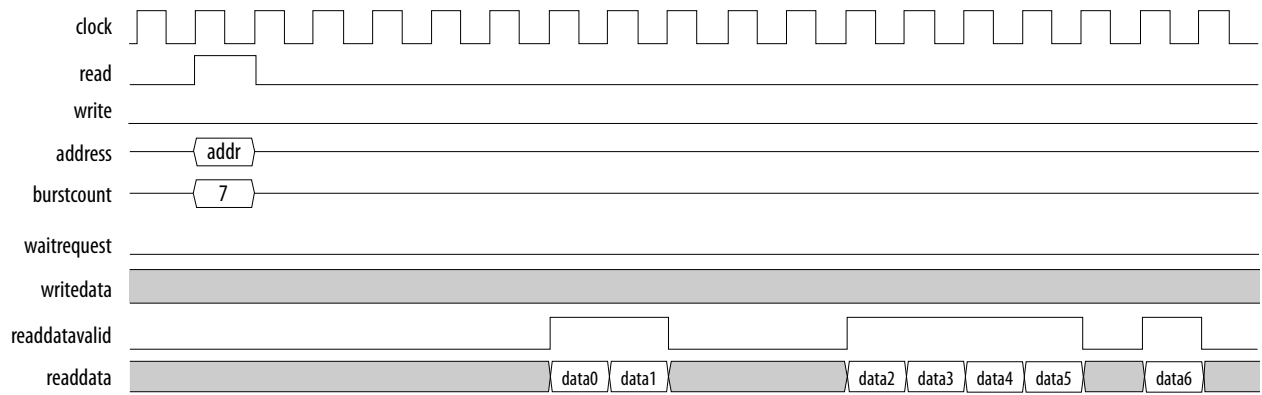 clock
read
write
address addr
burstcount 7
waitrequest
writedata
readdatavalid
readdata data0 data1 data2 data3 data4 data5 data6